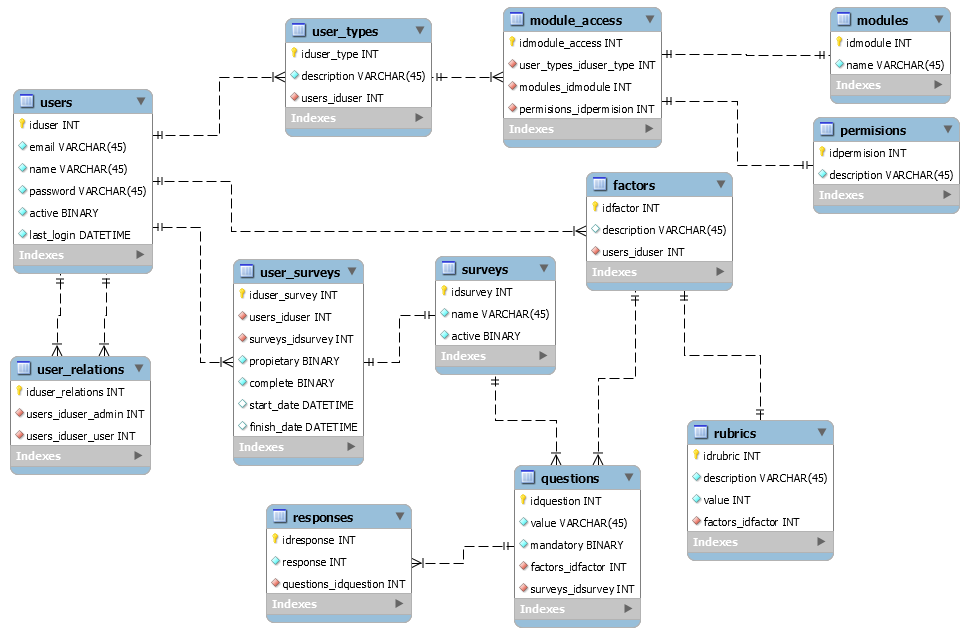 user_types
iduser_type INT
description VARCHAR(45)
users_iduser INT
Indexes
module_access
idmodule_access INT
user_types_iduser_type INT
modules_idmodule INT
permisions_idpermision INT
Indexes
modules
idmodule INT
name VARCHAR(45)
Indexes
users
iduser INT
email VARCHAR(45)
name VARCHAR(45)
password VARCHAR(45)
active BINARY
last_login DATETIME
Indexes
permisions
idpermision INT
description VARCHAR(45)
Indexes
factors
idfactor INT
description VARCHAR(45)
users_iduser INT
Indexes
user_surveys
iduser_survey INT
users_iduser INT
surveys_idsurvey INT
propietary BINARY
complete BINARY
start_date DATETIME
finish_date DATETIME
Indexes
surveys
idsurvey INT
name VARCHAR(45)
active BINARY
Indexes
user_relations
iduser_relations INT
users_iduser_admin INT
users_iduser_user INT
Indexes
rubrics
idrubric INT
description VARCHAR(45)
value INT
factors_idfactor INT
Indexes
questions
idquestion INT
value VARCHAR(45)
mandatory BINARY
factors_idfactor INT
surveys_idsurvey INT
Indexes
responses
idresponse INT
response INT
questions_idquestion INT
Indexes